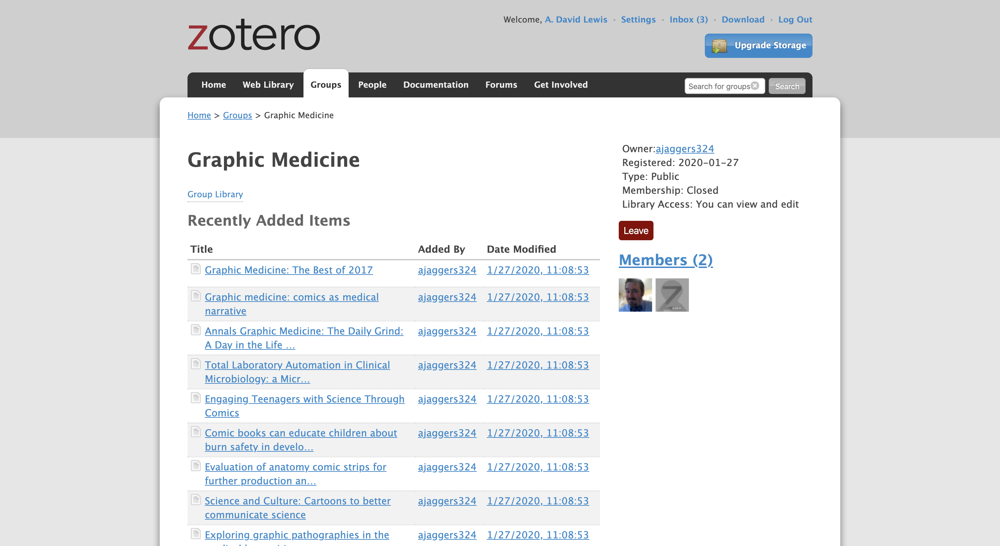 zotero
Welcome, A. David Lewis · Settings · Inbox (3) · Download · Log Out
Upgrade Storage
Home Web Library Groups People Documentation Forums Get Involved
Search for groups Search
Home > Groups > Graphic Medicine
Graphic Medicine
Group Library
Recently Added Items
Title Added By Date Modified
Graphic Medicine: The Best of 2017 ajaggers324 1/27/2020, 11:08:53
Graphic medicine: comics as medical ajaggers324 1/27/2020, 11:08:53
narrative
Annals Graphic Medicine: The Daily Grind: ajaggers324 1/27/2020, 11:08:53
A Day in the Life ...
Total Laboratory Automation in Clinical ajaggers324 1/27/2020, 11:08:53
Microbiology: a Micr...
Engaging Teenagers with Science Through ajaggers324 1/27/2020, 11:08:53
Comics
Comic books can educate children about ajaggers324 1/27/2020, 11:08:53
burn safety in develo...
Evaluation of anatomy comic strips for ajaggers324 1/27/2020, 11:08:53
further production an...
Science and Culture: Cartoons to better ajaggers324 1/27/2020, 11:08:53
communicate science
Exploring graphic pathographies in the ajaggers324 1/27/2020, 11:08:53
Owner:ajaggers324
Registered: 2020-01-27
Type: Public
Membership: Closed
Library Access: You can view and edit
Leave
Members (2)
Z
USER